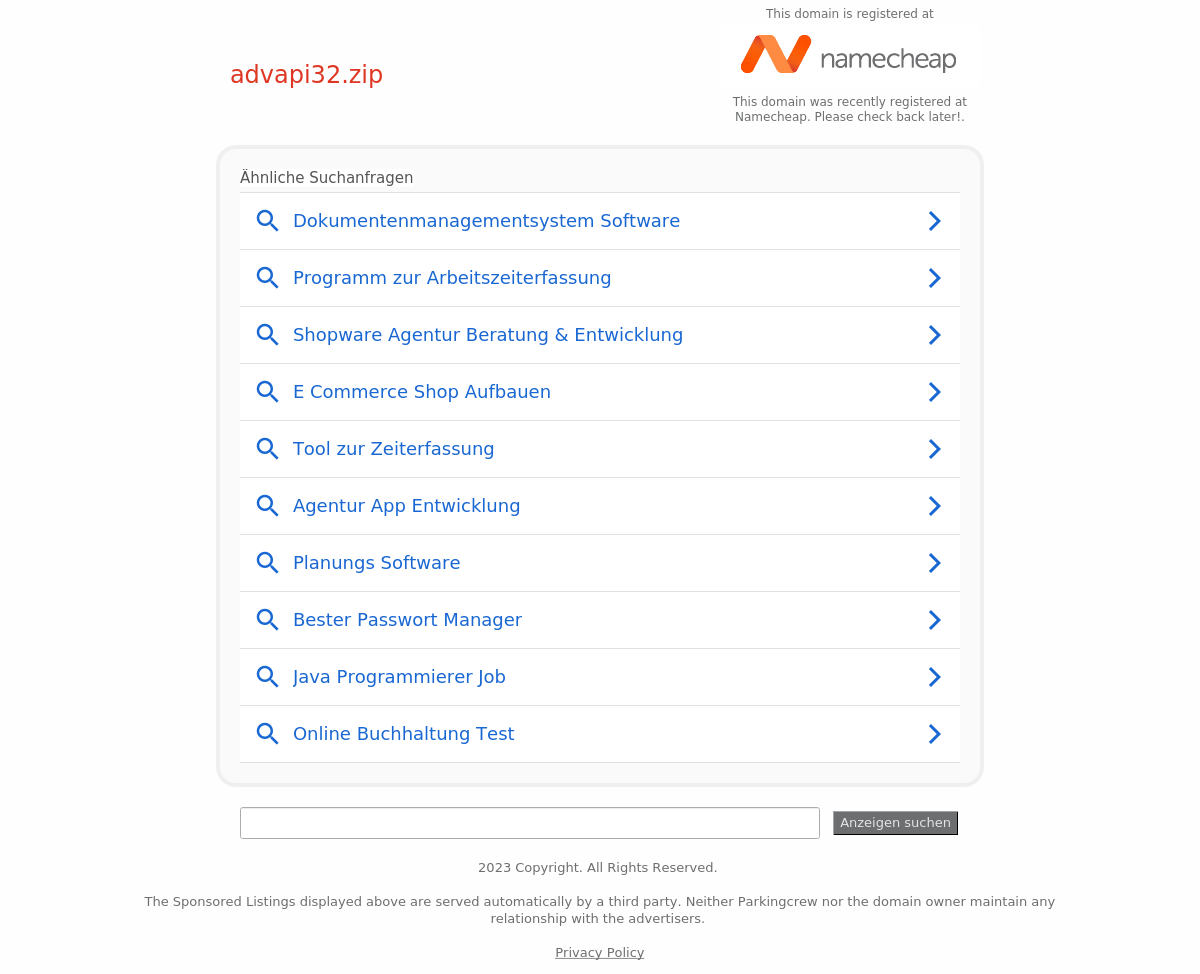 This domain is registered at
namecheap
advapi32.zip
This domain was recently registered at
Namecheap. Please check back later!.
Ähnliche Suchanfragen
Dokumentenmanagementsystem Software
Programm zur Arbeitszeiterfassung
Shopware Agentur Beratung & Entwicklung
E Commerce Shop Aufbauen
Tool zur Zeiterfassung
Agentur App Entwicklung
Planungs Software
Bester Passwort Manager
Java Programmierer Job
Online Buchhaltung Test
Anzeigen suchen
2023 Copyright. All Rights Reserved.
The Sponsored Listings displayed above are served automatically by a third party. Neither Parkingcrew nor the domain owner maintain any
relationship with the advertisers.
Privacy Policy